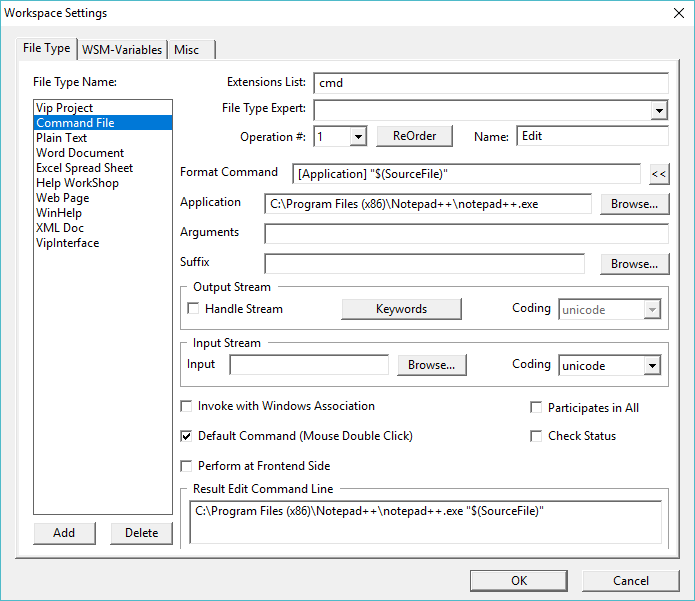 Workspace Settings
File Type WSM-Variables Misc
File Type Name:
Vip Project
Command File
Plain Text
Word Document
Excel Spread Sheet
Help WorkShop
Web Page
WinHelp
XML Doc
VipInterface
Add Delete
Extensions List: cmd
File Type Expert:
Operation #: 1 ReOrder Name: Edit
Format Command [Application] "$(SourceFile)" <<
Application C:\Program Files (x86)\Notepad++\notepad++.exe Browse...
Arguments
Suffix Browse...
Output Stream
Handle Stream Keywords Coding unicode
Input Stream
Input Browse... Coding unicode
Invoke with Windows Association Participates in All
Default Command (Mouse Double Click) Check Status
Perform at Frontend Side
Result Edit Command Line
C:\Program Files (x86)\Notepad++\notepad++.exe "$(SourceFile)"
OK Cancel